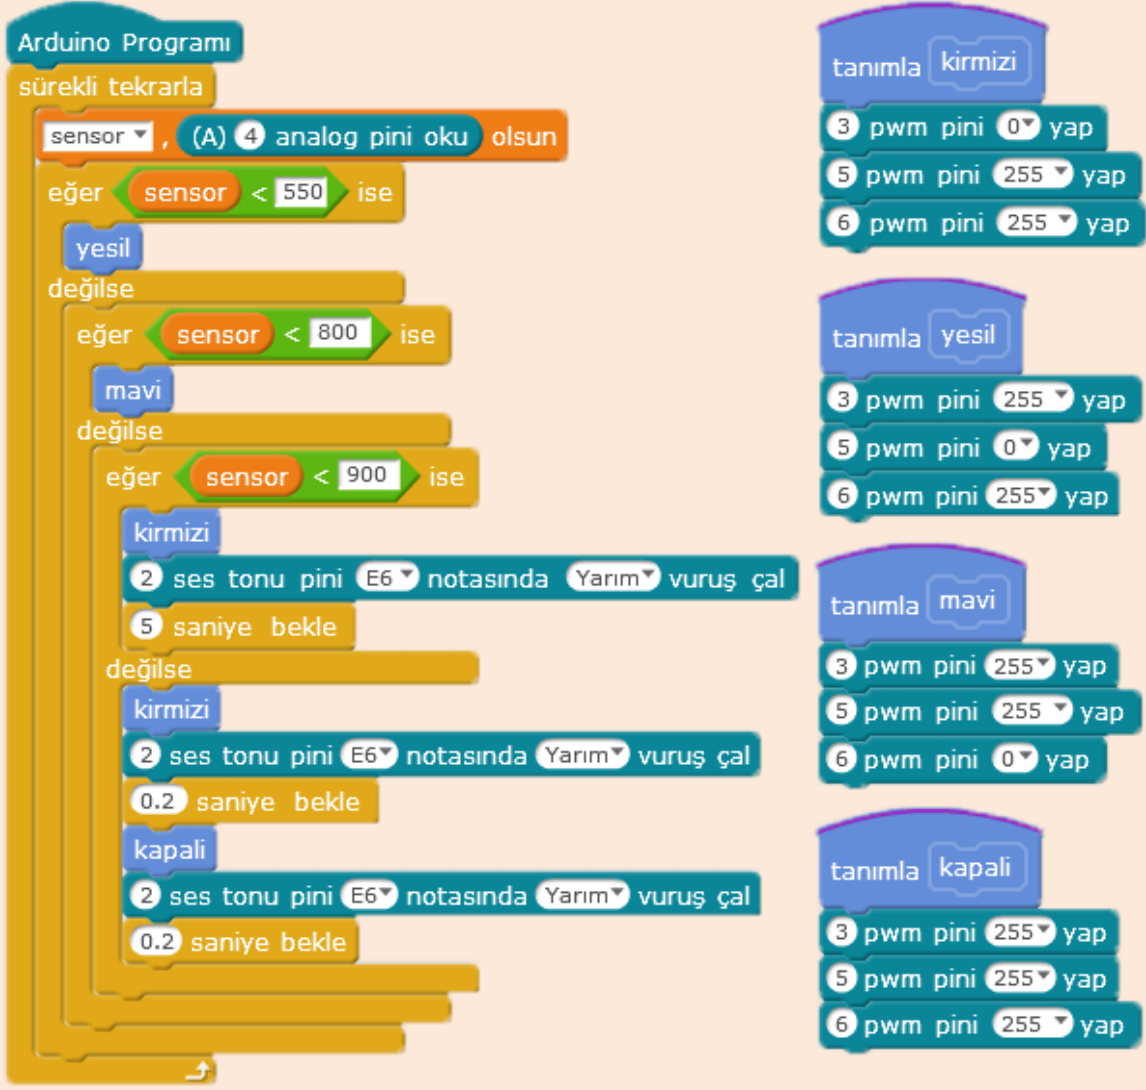 Arduino Programı
sürekli tekrarla
sensor , (A) 4 analog pini oku olsun
eğer sensor < 550 ise
yesil
değilse
eğer sensor < 800 ise
mavi
değilse
eğer sensor < 900 ise
kirmizi
2 ses tonu pini E6 notasında Yarım vuruş çal
5 saniye bekle
değilse
kirmizi
2 ses tonu pini E6 notasında Yarım vuruş çal
0.2 saniye bekle
kapali
2 ses tonu pini E6 notasında Yarım vuruş çal
0.2 saniye bekle
tanımla kirmizi
3 pwm pini 0 yap
5 pwm pini 255 yap
6 pwm pini 255 yap
tanımla yesil
3 pwm pini 255 yap
5 pwm pini 0 yap
6 pwm pini 255 yap
tanımla mavi
3 pwm pini 255 yap
5 pwm pini 255 yap
6 pwm pini 0 yap
tanımla kapali
3 pwm pini 255 yap
5 pwm pini 255 yap
6 pwm pini 255 yap